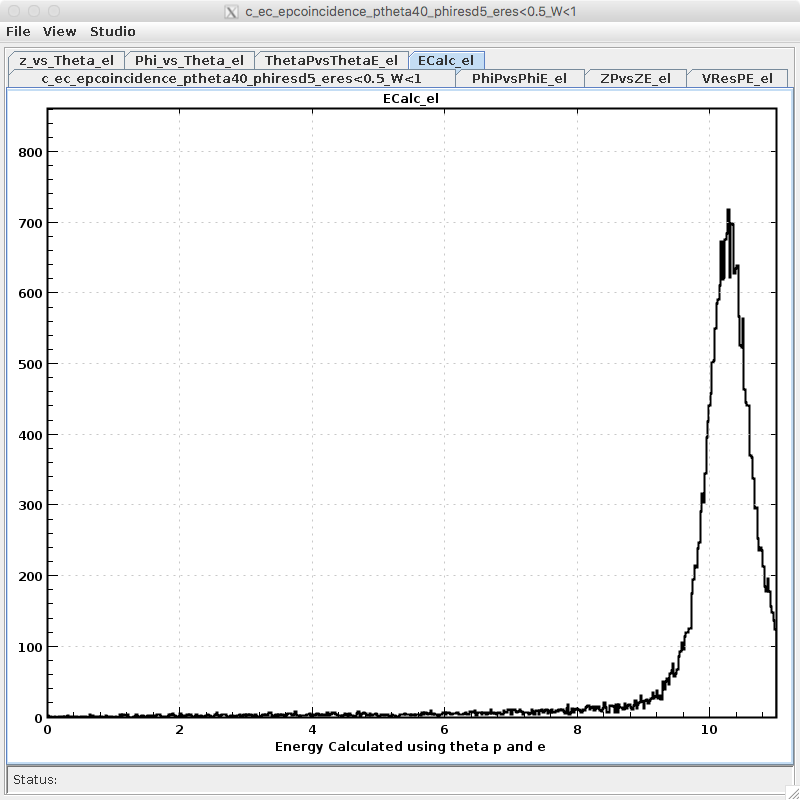 c_ec_epcoincidence_ptheta40_phiresd5_eres<0.5_W<1
File View Studio
z_vs_Theta_el Phi_vs_Theta_el ThetaPvsThetaE_el ECalc_el
c_ec_epcoincidence_ptheta40_phiresd5_eres<0.5_W<1 PhiPvsPhiE_el ZPvsZE_el VResPE_el
ECalc_el
800
700
600
500
400
300
200
100
0
0 2 4 6 8 10
Energy Calculated using theta p and e
Status: